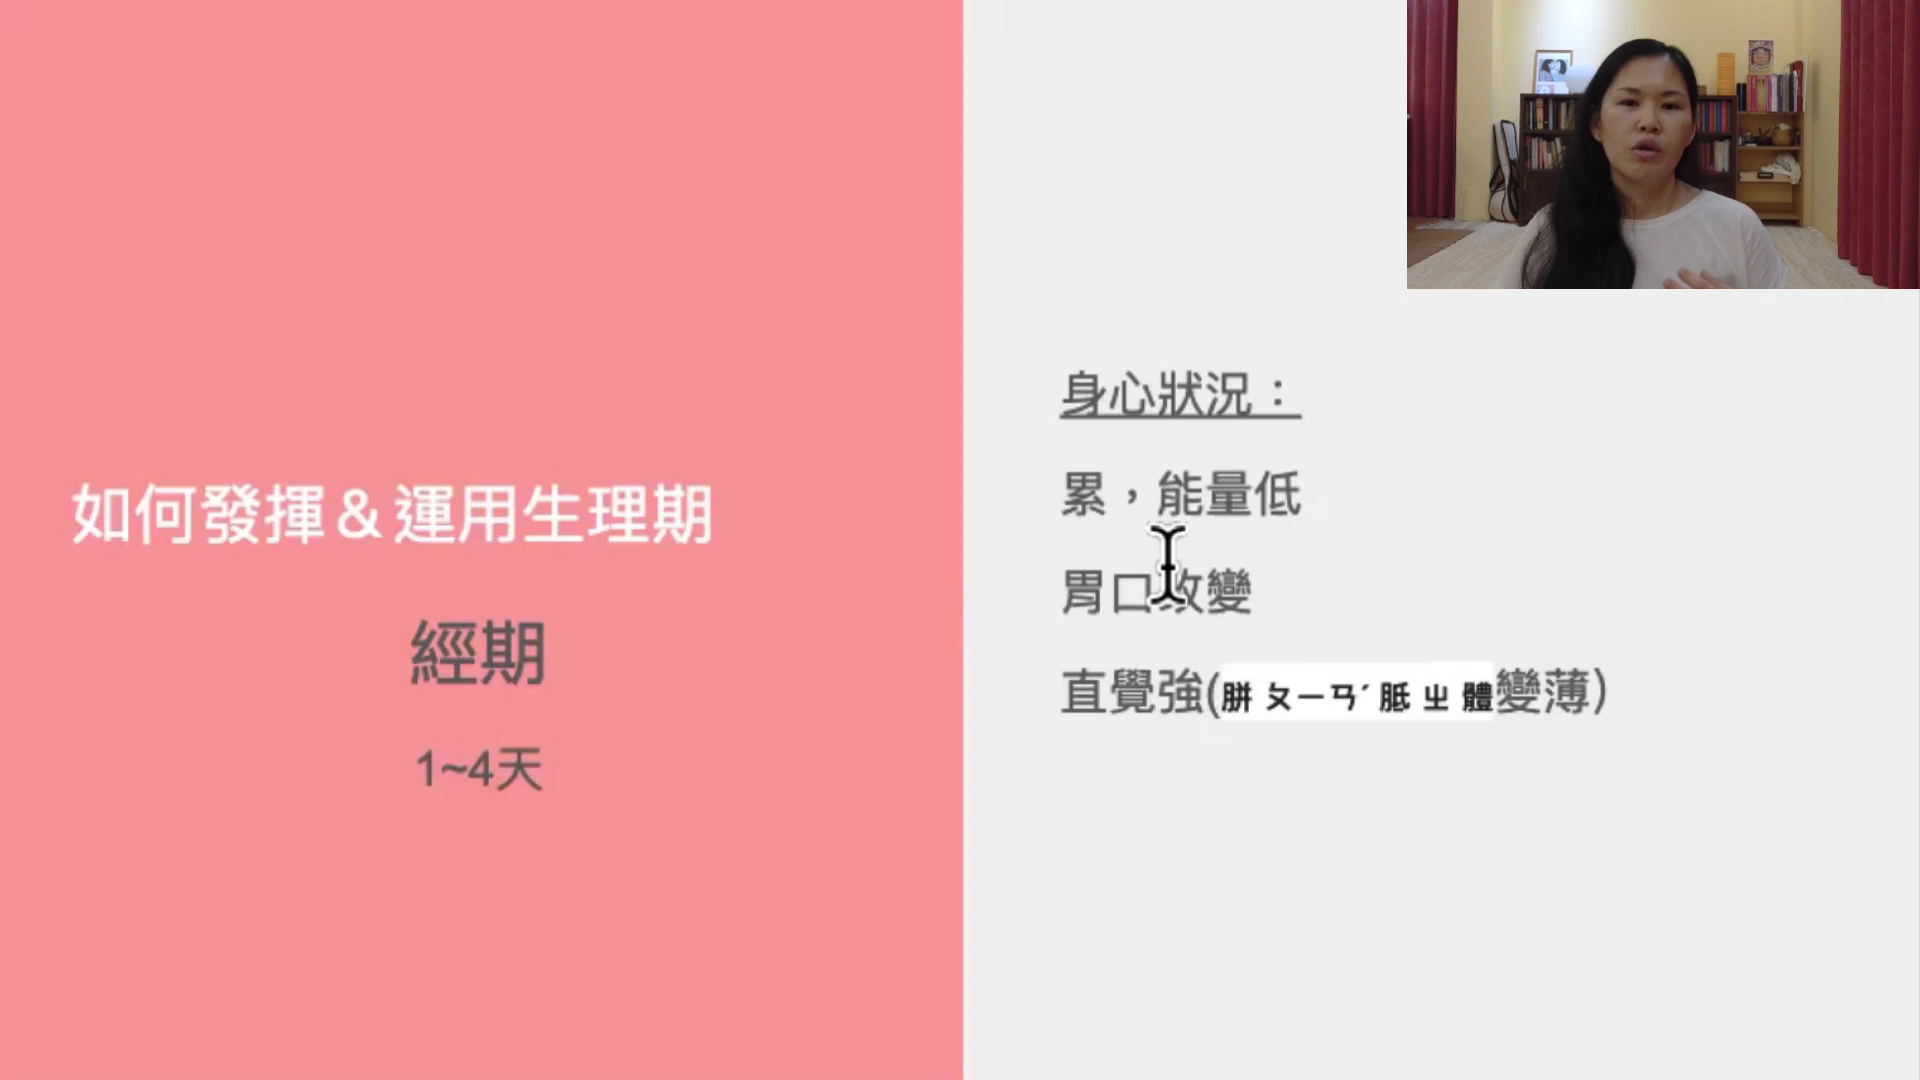 如何發揮&運用生理期
經期
1~4天
身心狀況：
累，能量低
胃口改變
直覺強(胼 ㄆㄧㄢˊ 胝 ㄓ 體變薄)